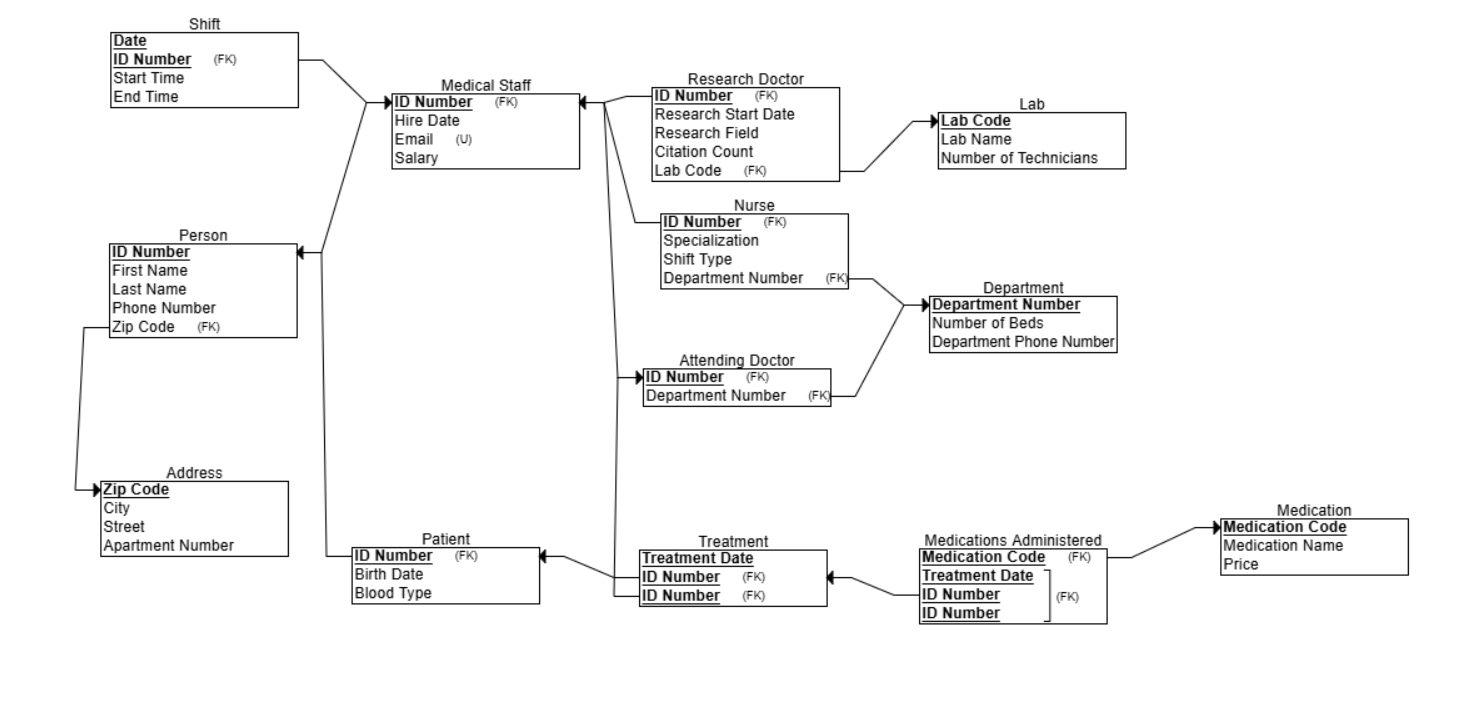 Shift
Date
ID Number (FK)
Start Time
End Time
Medical Staff
ID Number (FK)
Hire Date
Email (U)
Salary
Research Doctor
ID Number (FK)
Research Start Date
Research Field
Citation Count
Lab Code (FK)
Lab
Lab Code
Lab Name
Number of Technicians
Nurse
ID Number (FK)
Specialization
Shift Type
Department Number (FK)
Person
ID Number
First Name
Last Name
Phone Number
Zip Code (FK)
Department
Department Number
Number of Beds
Department Phone Number
Attending Doctor
ID Number (FK)
Department Number (FK)
Address
Zip Code
City
Street
Apartment Number
Patient
ID Number (FK)
Birth Date
Blood Type
Treatment
Treatment Date
ID Number (FK)
ID Number (FK)
Medications Administered
Medication Code (FK)
Treatment Date
ID Number (FK)
ID Number
Medication
Medication Code
Medication Name
Price